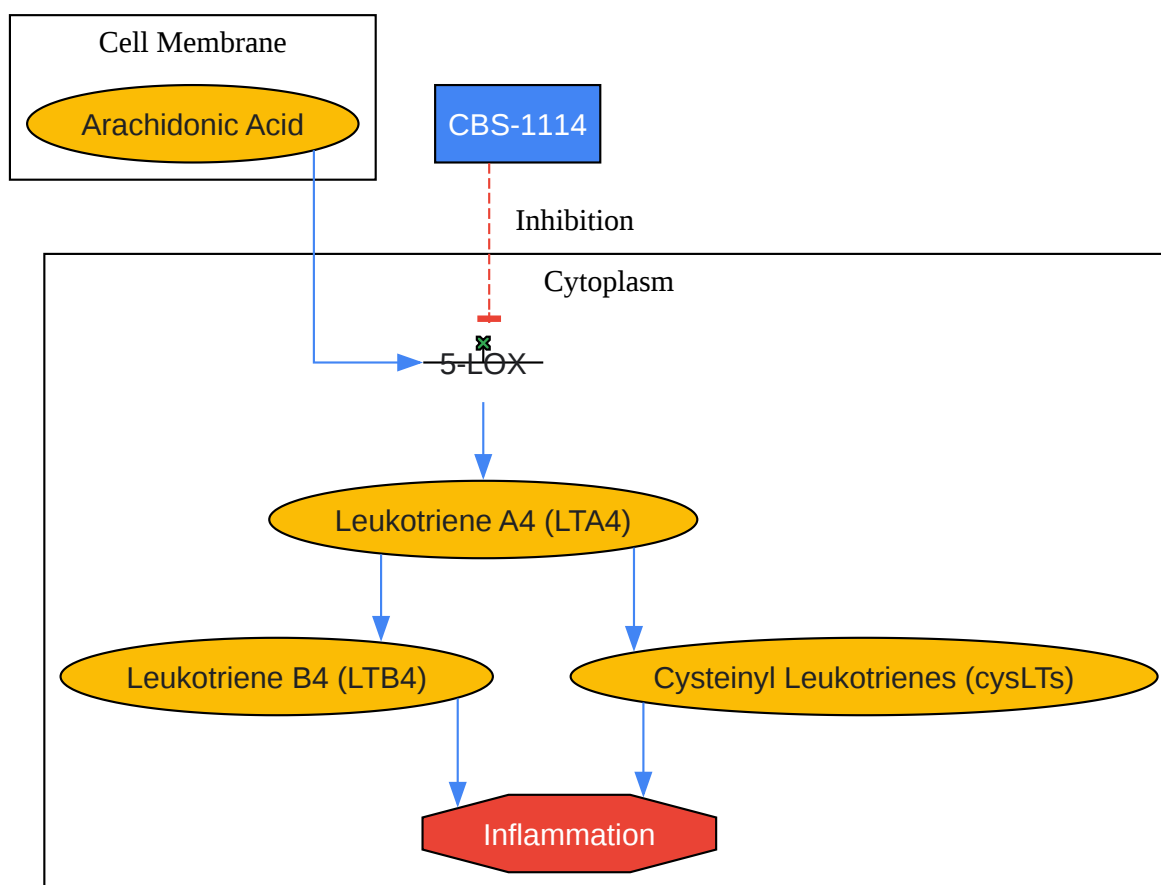 Cell Membrane
Arachidonic Acid
CBS-1114
Inhibition
Cytoplasm
5-LOX
Leukotriene A4 (LTA4)
Leukotriene B4 (LTB4)
Cysteinyl Leukotrienes (cysLTs)
Inflammation